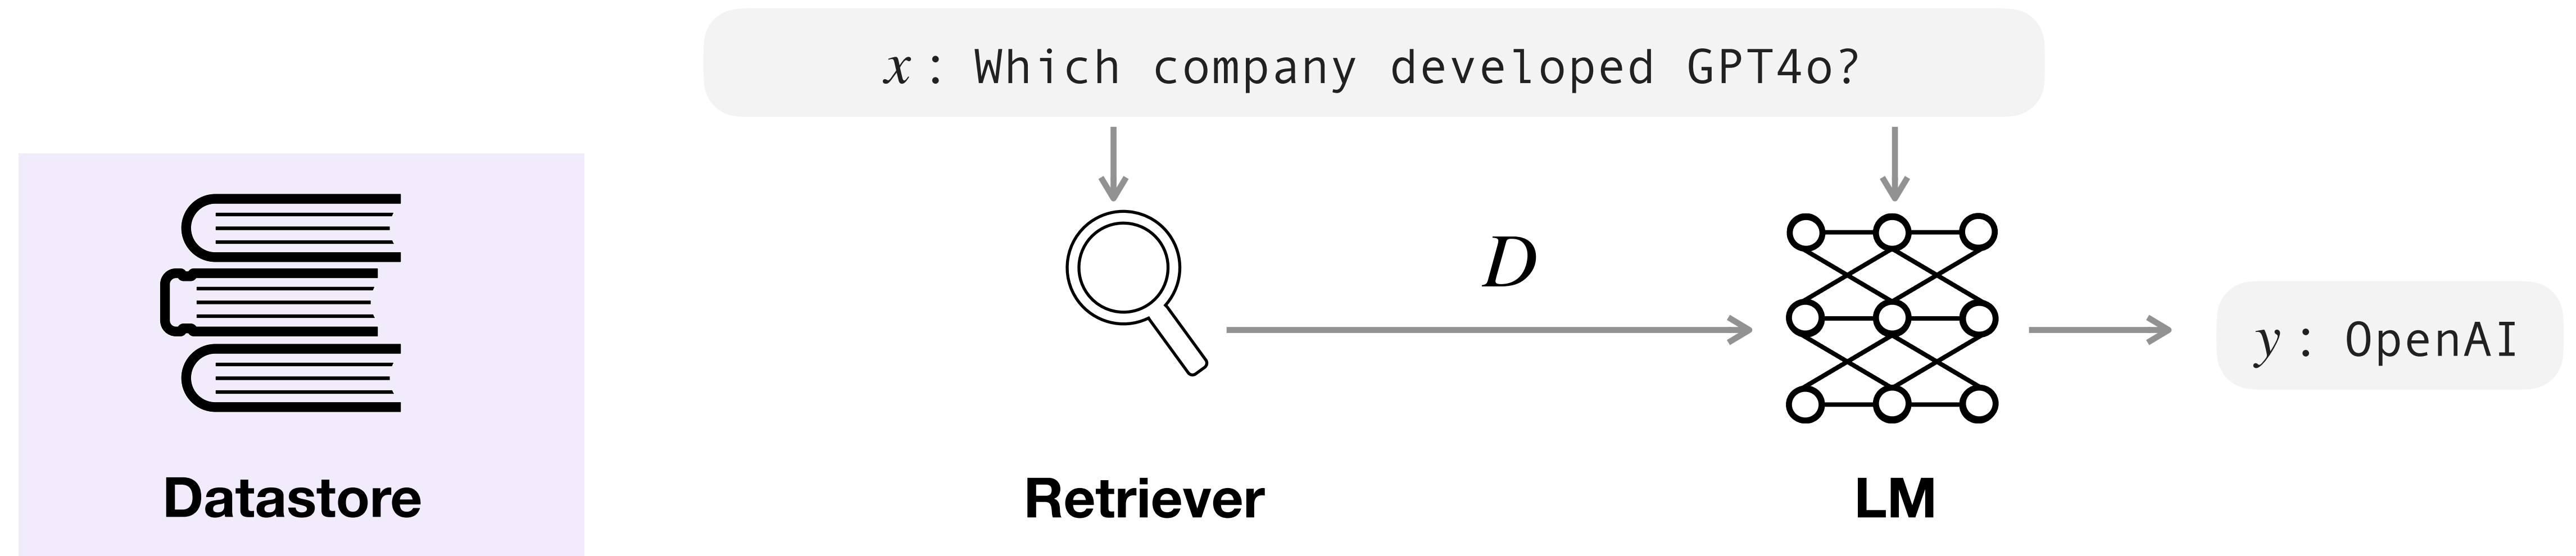 x : Which company developed GPT4o?
D
y : OpenAI
Datastore
Retriever
LM